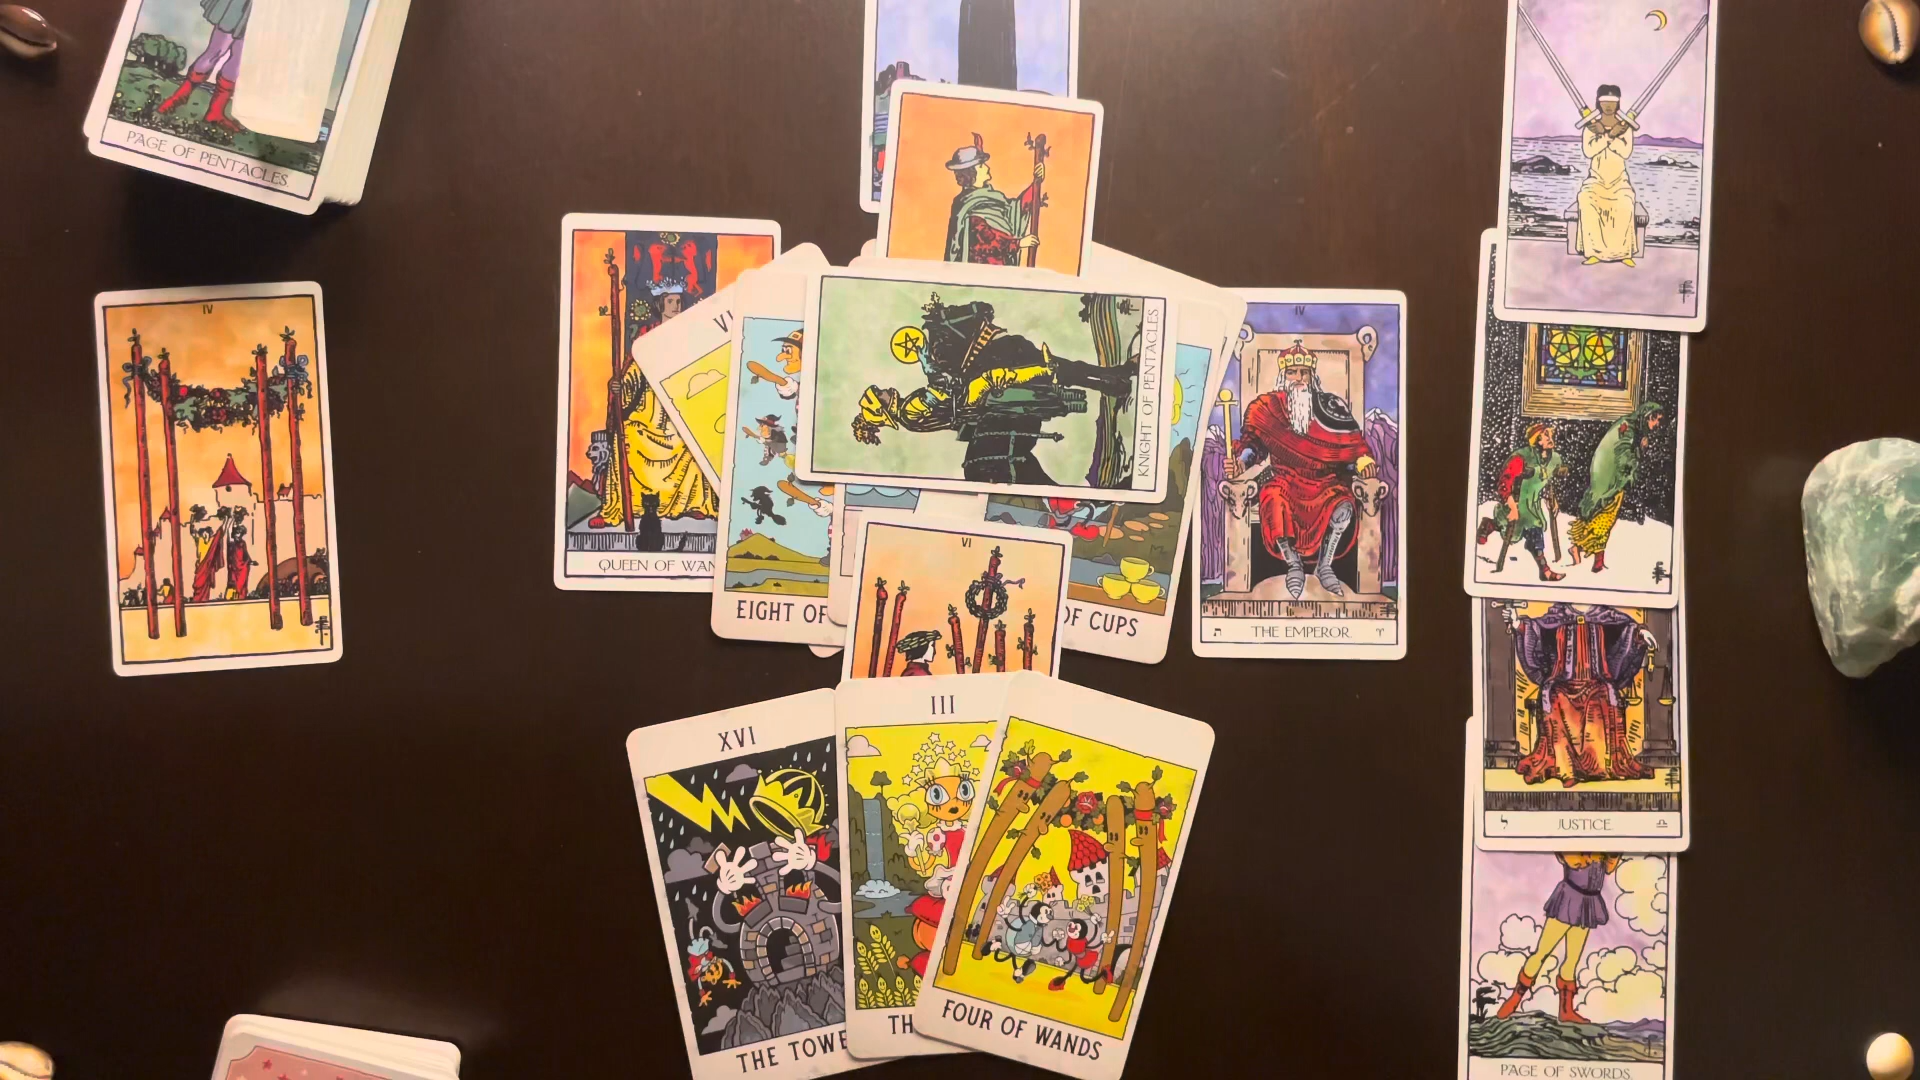 PAGE OF PENTACLES.
IV
QUEEN OF WAN
VI
EIGHT OF
KNIGHT OF PENTACLES
OF CUPS
IV
THE EMPEROR.
VI
JUSTICE.
PAGE OF SWORDS.
XVI
THE TOWE
III
TH
FOUR OF WANDS